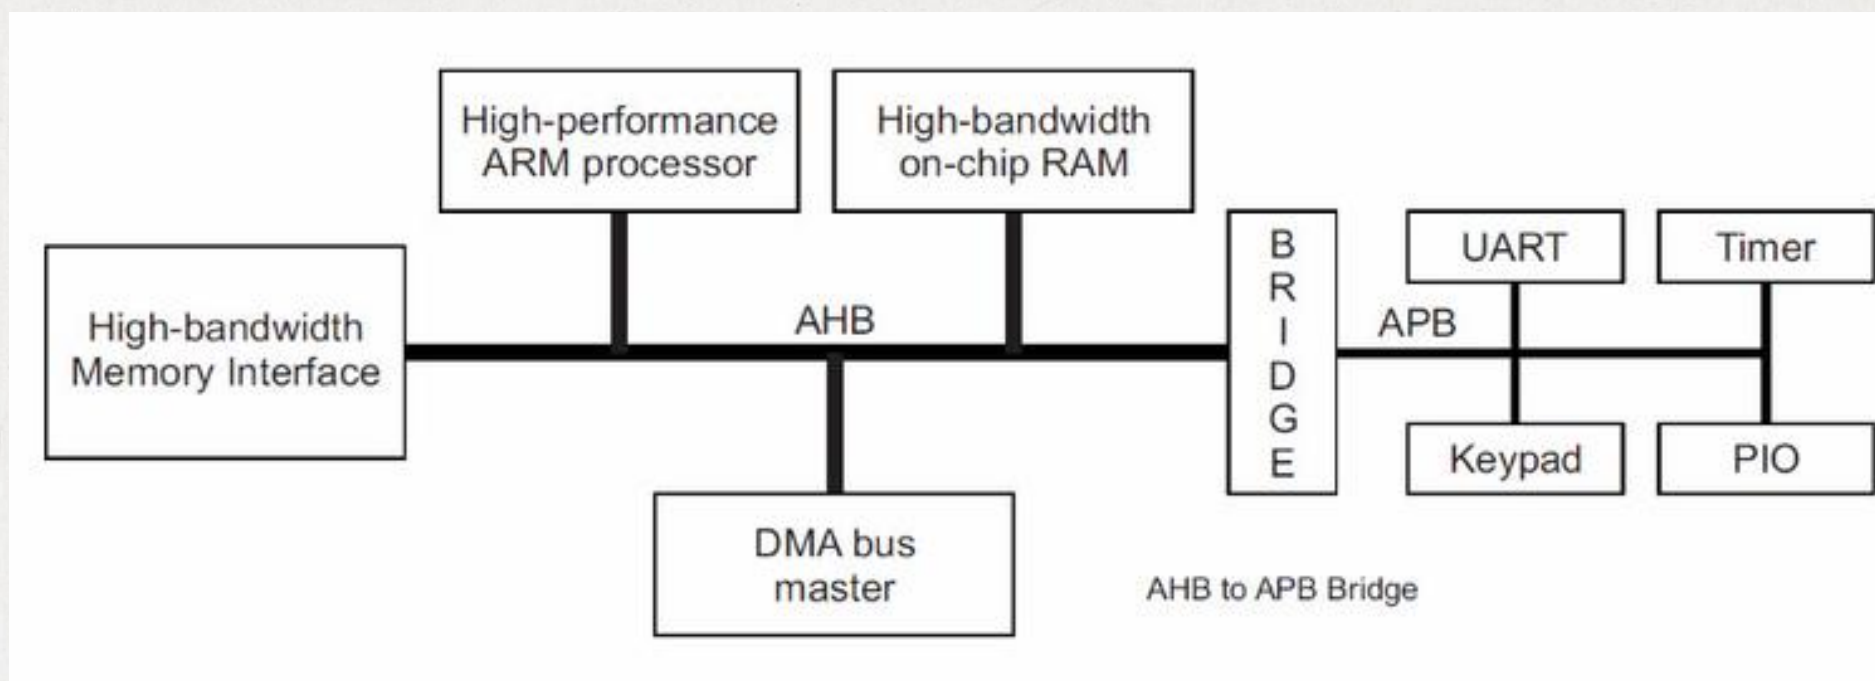 High-performance
ARM processor
High-bandwidth
on-chip RAM
High-bandwidth
Memory Interface
AHB
B
R
I
D
G
E
APB
UART
Timer
Keypad
PIO
DMA bus
master
AHB to APB Bridge